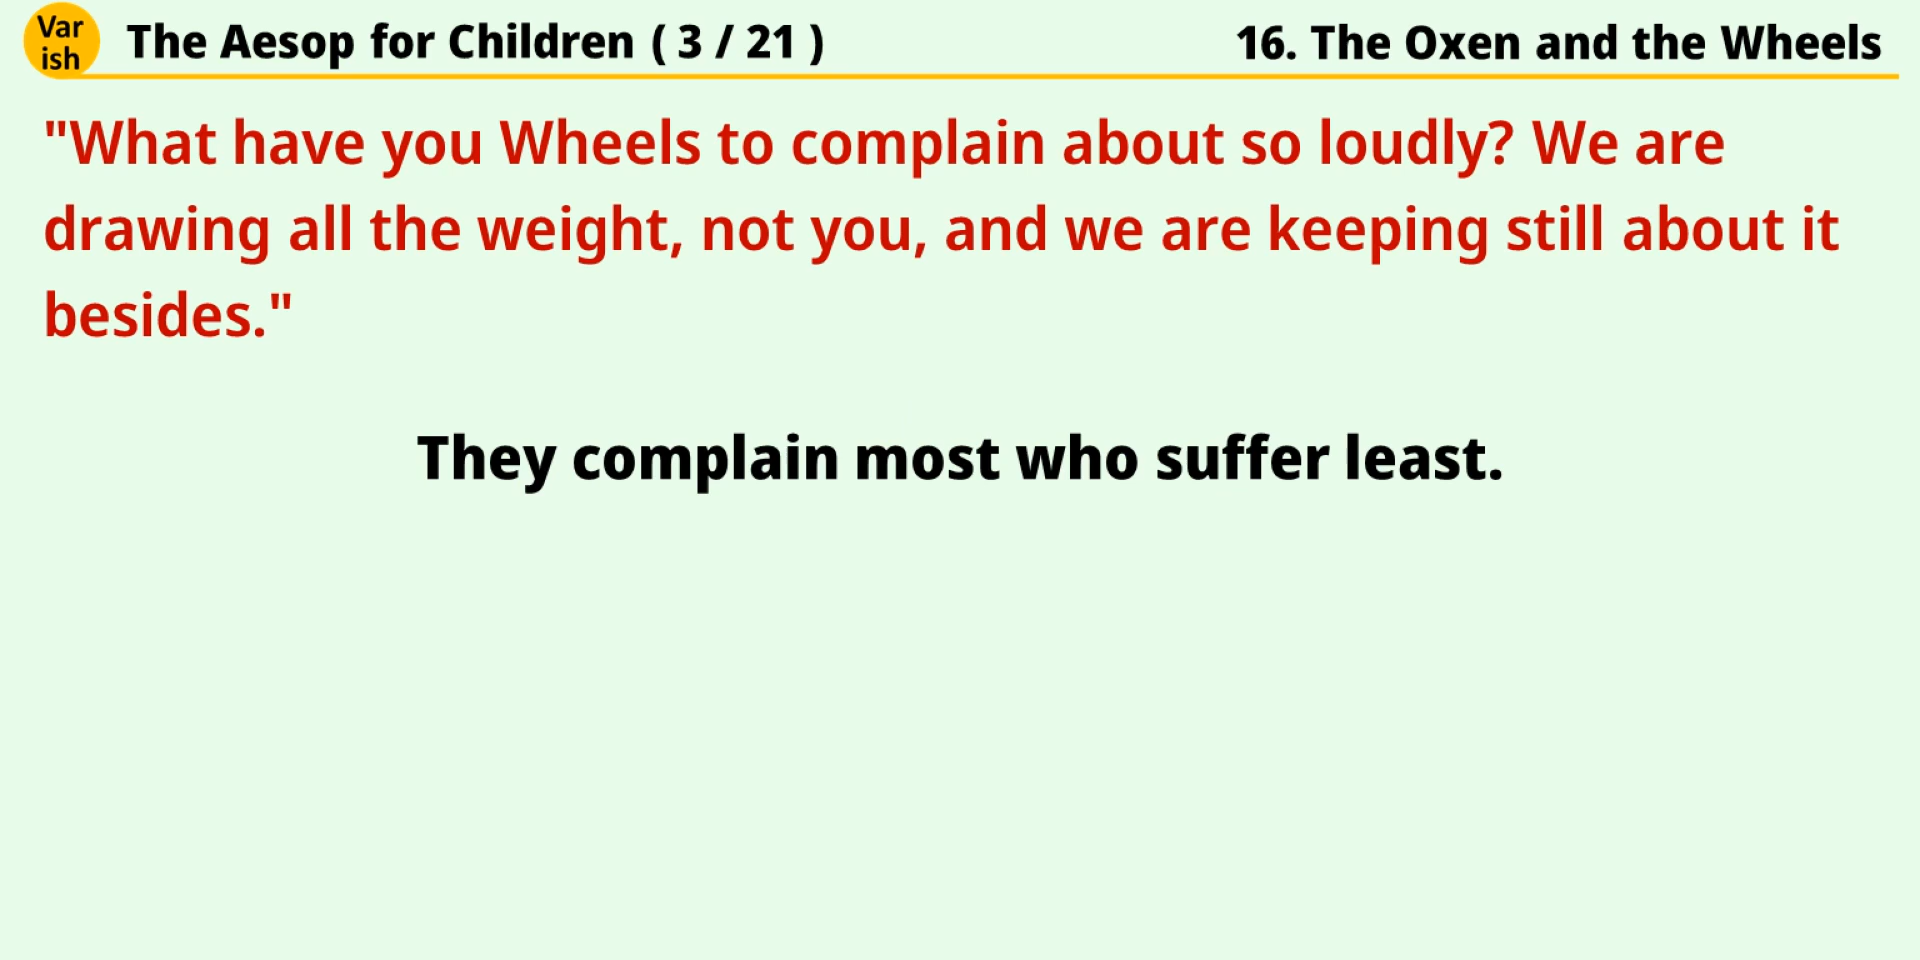 Var
ish
The Aesop for Children ( 3 / 21 )
16. The Oxen and the Wheels
"What have you Wheels to complain about so loudly? We are
drawing all the weight, not you, and we are keeping still about it
besides."
They complain most who suffer least.